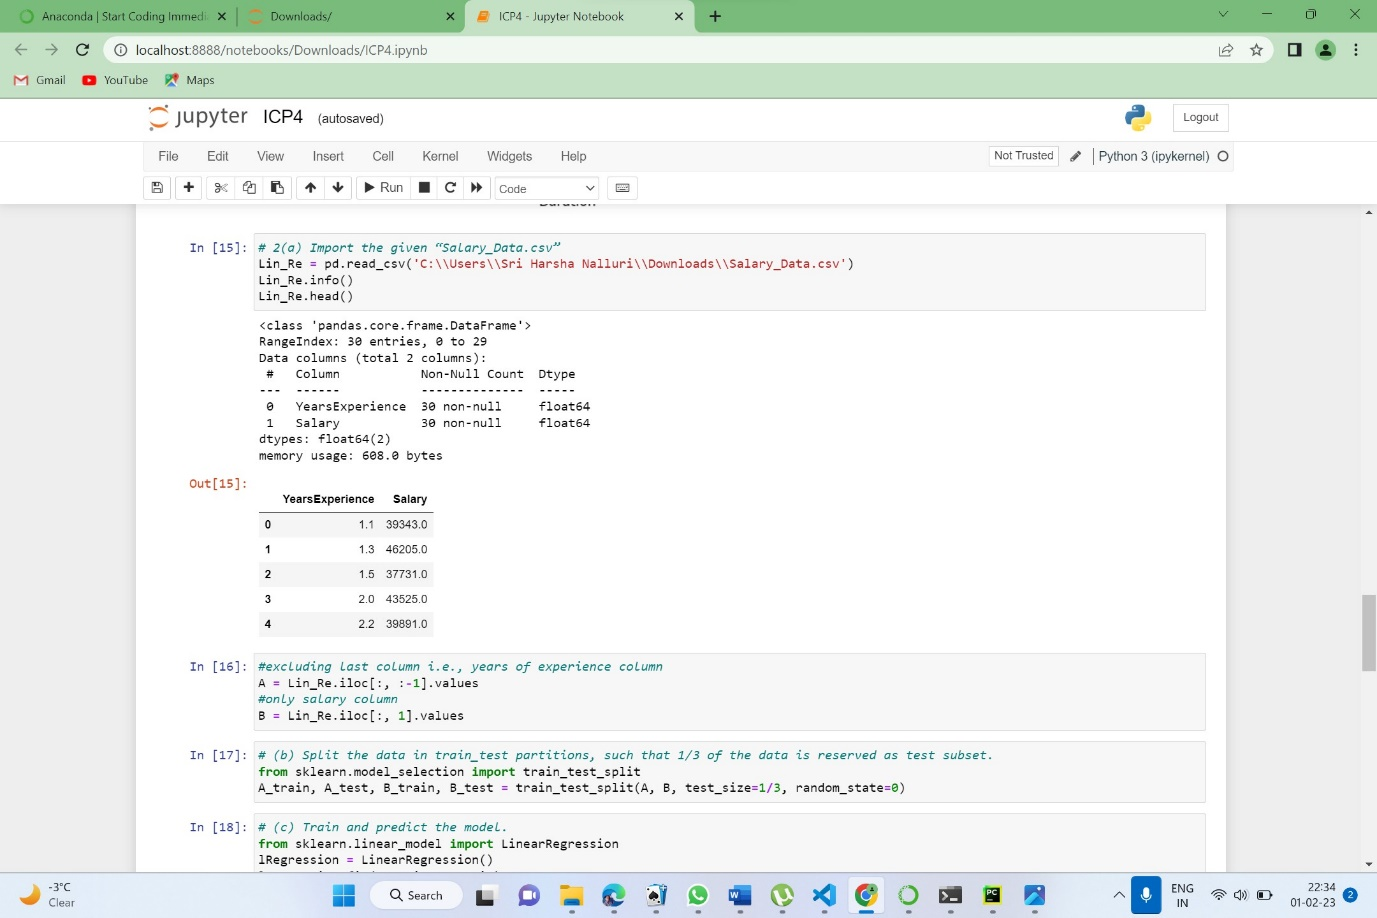 Anaconda | Start Coding Immedi
Downloads/
ICP4 - Jupyter Notebook
localhost:8888/notebooks/Downloads/ICP4.ipynb
Gmail
YouTube
Maps
jupyter ICP4 (autosaved)
Logout
File Edit View Insert Cell Kernel Widgets Help
Not Trusted
Python 3 (ipykernel)
Run
Code
In [15]: # 2(a) Import the given “Salary_Data.csv”
Lin_Re = pd.read_csv('C:\\Users\\Sri Harsha Nalluri\\Downloads\\Salary_Data.csv')
Lin_Re.info()
Lin_Re.head()
<class 'pandas.core.frame.DataFrame'>
RangeIndex: 30 entries, 0 to 29
Data columns (total 2 columns):
# Column Non-Null Count Dtype
--- ------ -------------- -----
0 YearsExperience 30 non-null float64
1 Salary 30 non-null float64
dtypes: float64(2)
memory usage: 608.0 bytes
Out[15]:
YearsExperience Salary
0 1.1 39343.0
1 1.3 46205.0
2 1.5 37731.0
3 2.0 43525.0
4 2.2 39891.0
In [16]: #excluding last column i.e., years of experience column
A = Lin_Re.iloc[:, :-1].values
#only salary column
B = Lin_Re.iloc[:, 1].values
In [17]: # (b) Split the data in train_test partitions, such that 1/3 of the data is reserved as test subset.
from sklearn.model_selection import train_test_split
A_train, A_test, B_train, B_test = train_test_split(A, B, test_size=1/3, random_state=0)
In [18]: # (c) Train and predict the model.
from sklearn.linear_model import LinearRegression
lRegression = LinearRegression()
-3°C
Clear
Search
ENG
IN
22:34
01-02-23
2